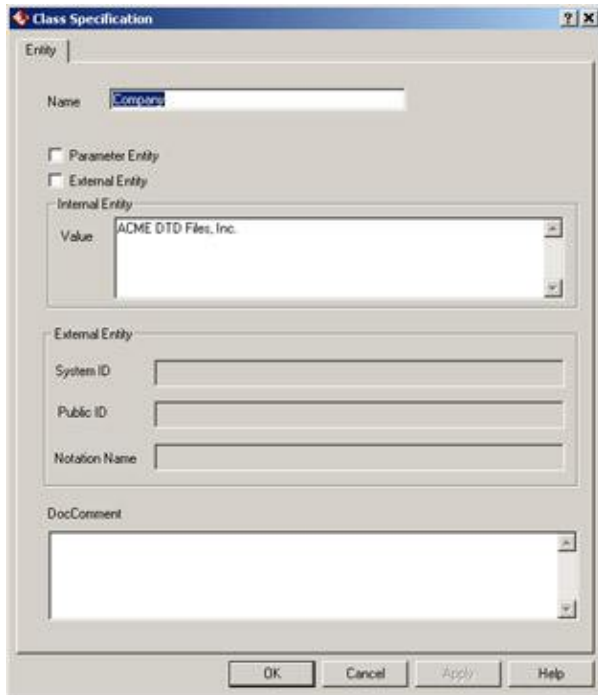 Class Specification
Entity
Name Company
Parameter Entity
External Entity
Internal Entity
Value ACME DTD Files, Inc.
External Entity
System ID
Public ID
Notation Name
DocComment
OK Cancel Apply Help